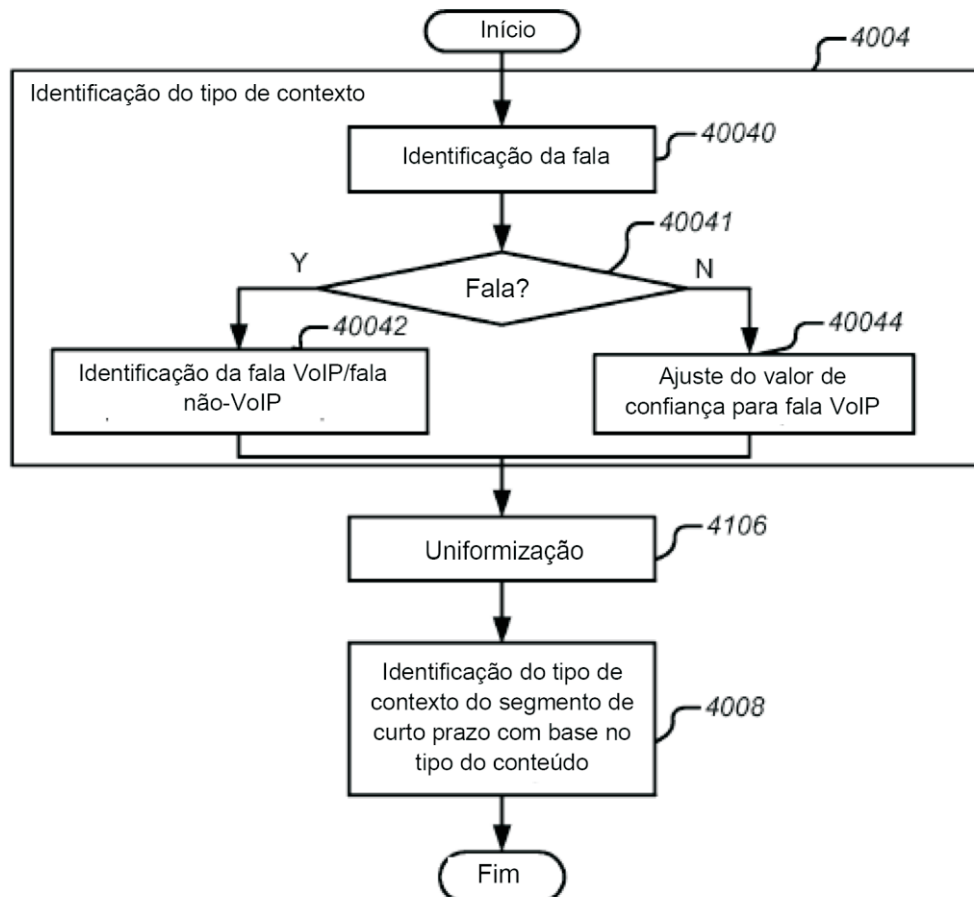 Início
4004
Identificação do tipo de contexto
Identificação da fala
40040
40041
Y
Fala?
N
40042
Identificação da fala VoIP/fala
não-VoIP
40044
Ajuste do valor de
confiança para fala VoIP
Uniformização
4106
Identificação do tipo de
contexto do segmento de
curto prazo com base no
tipo do conteúdo
4008
Fim